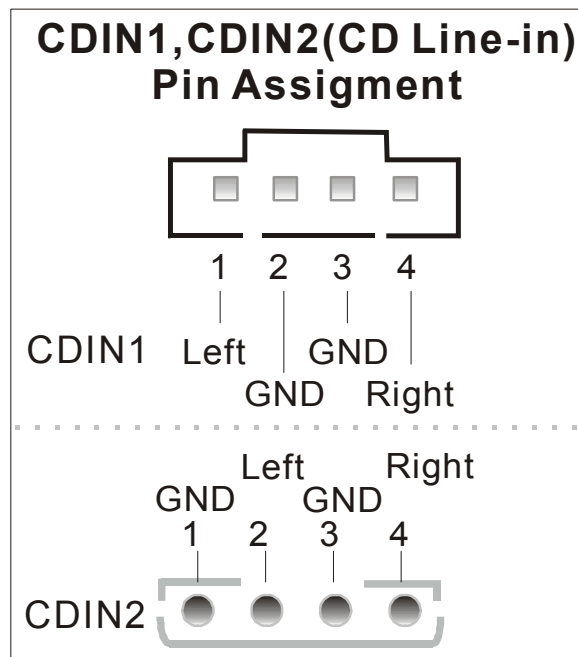 CDIN1,CDIN2(CD Line-in)
Pin Assigment
1 2 3 4
CDIN1 Left GND
GND Right
Left Right
GND GND
1 2 3 4
CDIN2